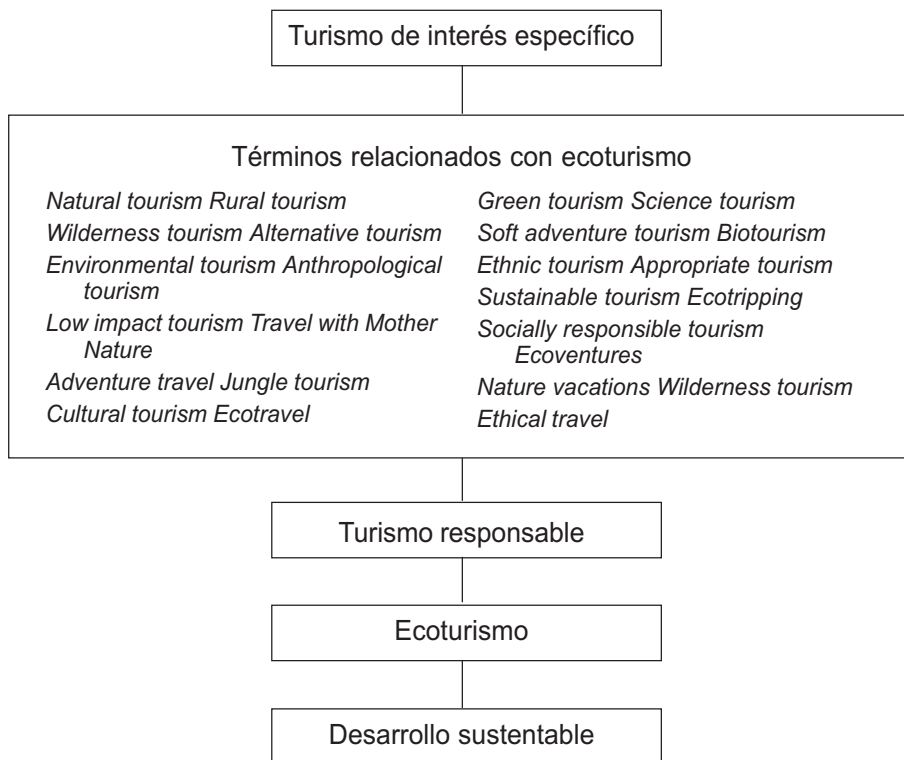 Turismo de interés específico
Términos relacionados con ecoturismo
Natural tourism Rural tourism
Wilderness tourism Alternative tourism
Environmental tourism Anthropological
tourism
Low impact tourism Travel with Mother
Nature
Adventure travel Jungle tourism
Cultural tourism Ecotravel
Green tourism Science tourism
Soft adventure tourism Biotourism
Ethnic tourism Appropriate tourism
Sustainable tourism Ecotripping
Socially responsible tourism
Ecoventures
Nature vacations Wilderness tourism
Ethical travel
Turismo responsable
Ecoturismo
Desarrollo sustentable